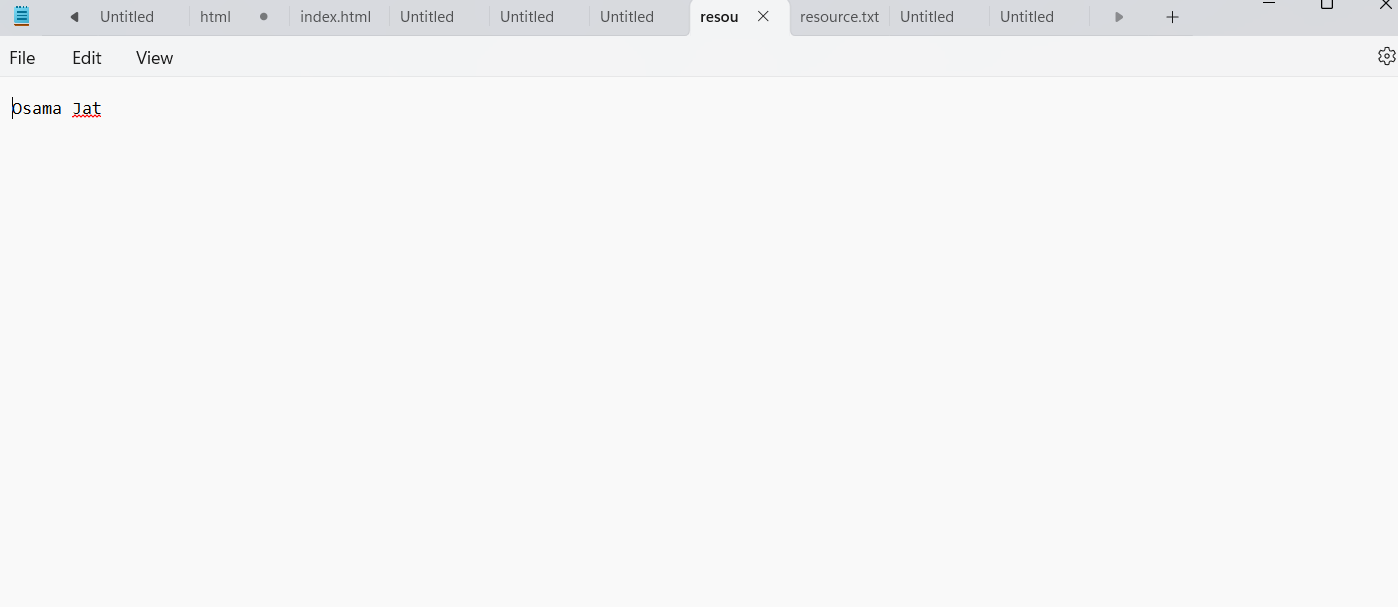 Untitled html index.html Untitled Untitled Untitled resou resource.txt Untitled Untitled
File Edit View
Osama Jat